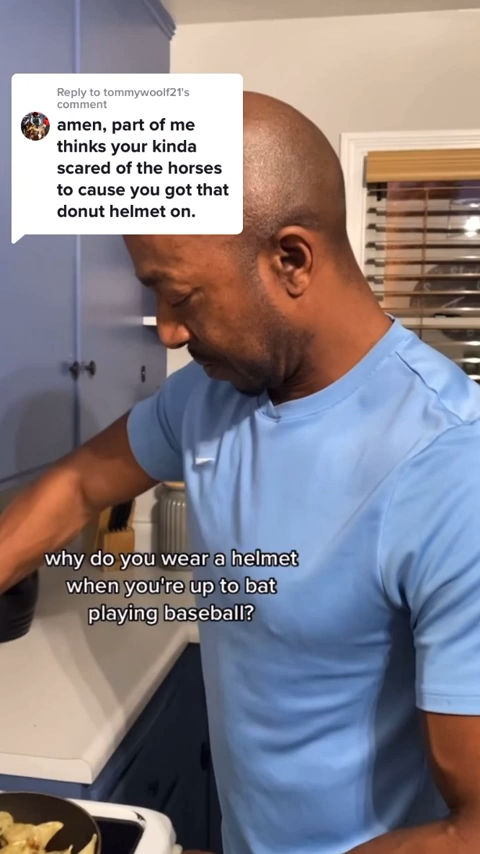 Reply to tommywoolf21's
comment
amen, part of me
thinks your kinda
scared of the horses
to cause you got that
donut helmet on.
why do you wear a helmet
when you're up to bat
playing baseball?